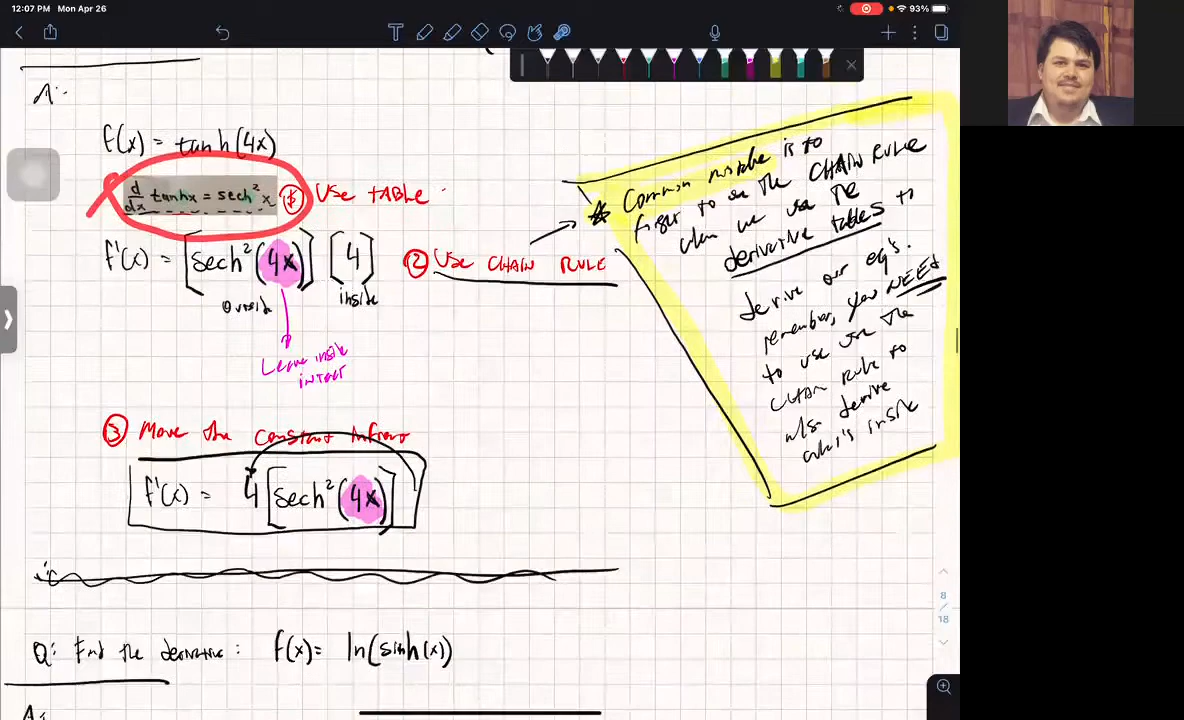 12:07 PM Mon Apr 26
93%
A:
f(x) = tanh(4x)
d/dx tanhx = sech² x ① Use TABLE
f'(x) = [sech²(4x)] [4] ② Use CHAIN RULE
outside inside
Leave inside
intact
③ Move the constant infront
f'(x) = 4[sech²(4x)]
* Common mistake is to
forget to use the CHAIN RULE
when we use the
derivative tables to
derive our eq's.
remember, you NEED
to use the
CHAIN RULE to
also derive
what's inside
8
/
18
Q: Find the derivative: f(x) = ln(sinh(x))
A: